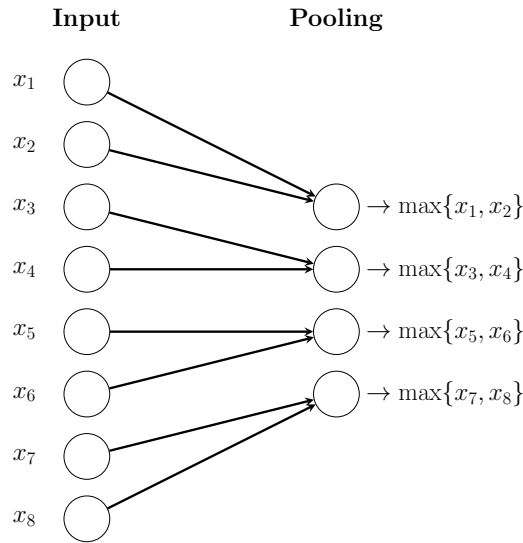 Input Pooling
x₁
x₂
x₃ → max{x₁, x₂}
x₄ → max{x₃, x₄}
x₅ → max{x₅, x₆}
x₆ → max{x₇, x₈}
x₇
x₈